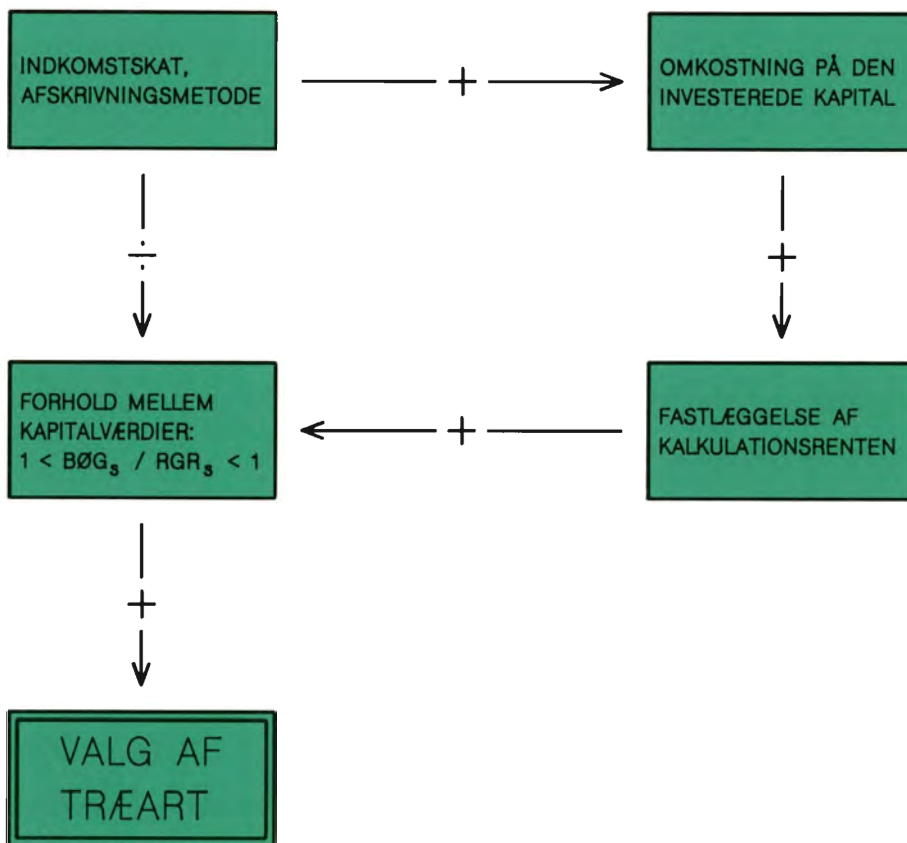 INDKOMSTSKAT,
AFSKRIVNINGSMETODE
+
OMKOSTNING PÅ DEN
INVESTEREDE KAPITAL
÷
+
FORHOLD MELLEM
KAPITALVÆRDIER:
1 < BØGₛ / RGRₛ < 1
+
FASTLÆGGELSE AF
KALKULATIONSRENTEN
+
VALG AF
TRÆART